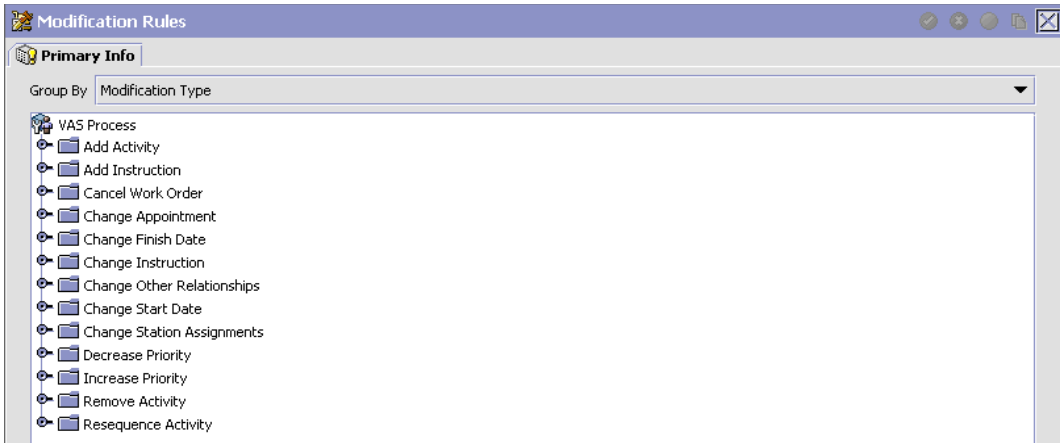 Modification Rules
Primary Info
Group By Modification Type
VAS Process
Add Activity
Add Instruction
Cancel Work Order
Change Appointment
Change Finish Date
Change Instruction
Change Other Relationships
Change Start Date
Change Station Assignments
Decrease Priority
Increase Priority
Remove Activity
Resequence Activity